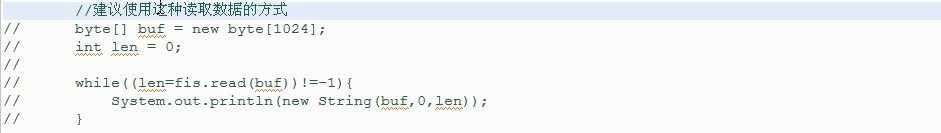 //建议使用这种读取数据的方式
//      byte[] buf = new byte[1024];
//      int len = 0;
//
//      while((len=fis.read(buf))!=-1){
//          System.out.println(new String(buf,0,len));
//      }